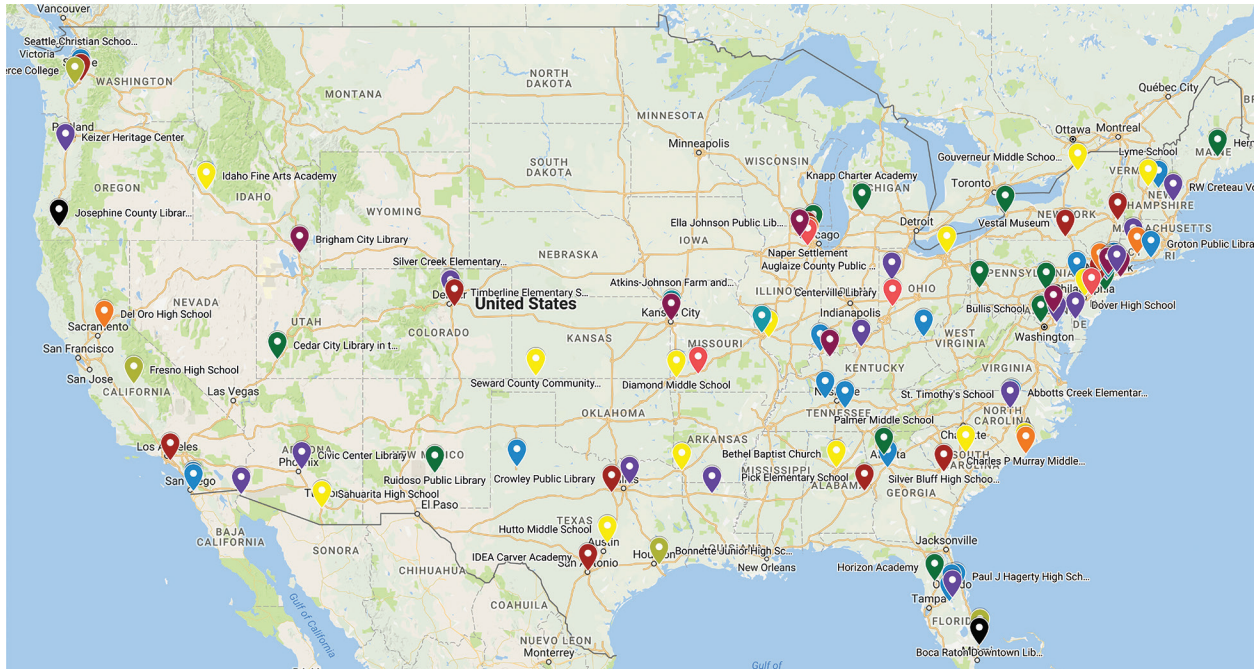 Vancouver
Seattle Christian Schoo...
Victoria
erce College
WASHINGTON
NORTH
DAKOTA
MONTANA
MINNESOTA
Québec City
Ottawa
Montreal
Keizer Heritage Center
Minneapolis
Gouverneur Middle Schoo...
Lyme School
MAINE
WISCONSIN
SOUTH
DAKOTA
Knapp Charter Academy
MICHIGAN
Toronto
OREGON
Idaho Fine Arts Academy
IDAHO
RW Creteau Vo
NEW
HAMPSHIRE
Josephine County Librar...
WYOMING
Ella Johnson Public Lib...
Detroit
Vestal Museum
NEW YORK
MASSACHUSETTS
Brigham City Library
IOWA
Naper Settlement
Groton Public Libra
RI
Silver Creek Elementary...
NEBRASKA
Auglaize County Public ...
PENNSYLVANIA
Timberline Elementary S...
Atkins-Johnson Farm and...
ILLINOIS
Centerville Library
OHIO
United States
Indianapolis
Bullis School
Dover High School
NEVADA
Del Oro High School
Sacramento
UTAH
COLORADO
Kansas City
KANSAS
MISSOURI
WEST
VIRGINIA
Washington
San Francisco
Cedar City Library in t...
San Jose
Fresno High School
CALIFORNIA
Las Vegas
Seward County Community...
Diamond Middle School
KENTUCKY
VIRGINIA
Nashville
TENNESSEE
St. Timothy's School
Abbotts Creek Elementar...
OKLAHOMA
NORTH
CAROLINA
Palmer Middle School
Los Angeles
ARIZONA
Phoenix
Civic Center Library
NEW MEXICO
ARKANSAS
Bethel Baptist Church
Charlotte
SOUTH
CAROLINA
Charles P Murray Middle...
Atlanta
San Diego
Ruidoso Public Library
Crowley Public Library
MISSISSIPPI
Pick Elementary School
ALABAMA
Silver Bluff High Schoo...
GEORGIA
Sahuarita High School
El Paso
TEXAS
Hutto Middle School
BAJA
CALIFORNIA
SONORA
Austin
IDEA Carver Academy
San Antonio
Houston
Bonnette Junior High Sc...
LOUISIANA
New Orleans
Jacksonville
Horizon Academy
CHIHUAHUA
Orlando
Paul J Hagerty High Sch...
Gulf of California
COAHUILA
Tampa
FLORIDA
NUEVO LEON
Monterrey
Boca Raton Downtown Lib...
Gulf of